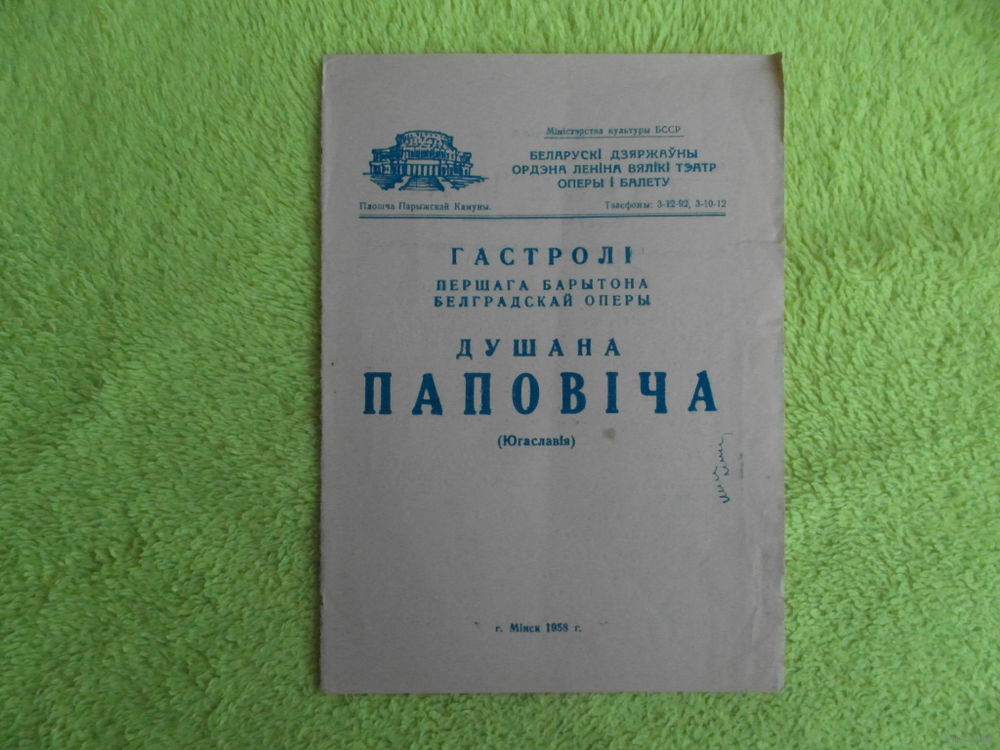 Міністэрства культуры БССР
БЕЛАРУСКІ ДЗЯРЖАЎНЫ
ОРДЭНА ЛЕНІНА ВЯЛІКІ ТЭАТР
ОПЕРЫ І БАЛЕТУ
Плошча Парыжскай Камуны.
Тэлефоны: 3-12-92, 3-10-12
ГАСТРОЛІ
ПЕРШАГА БАРЫТОНА
БЕЛГРАДСКАЙ ОПЕРЫ
ДУШАНА
ПАПОВІЧА
(Югаславія)
г. Мінск 1958 г.